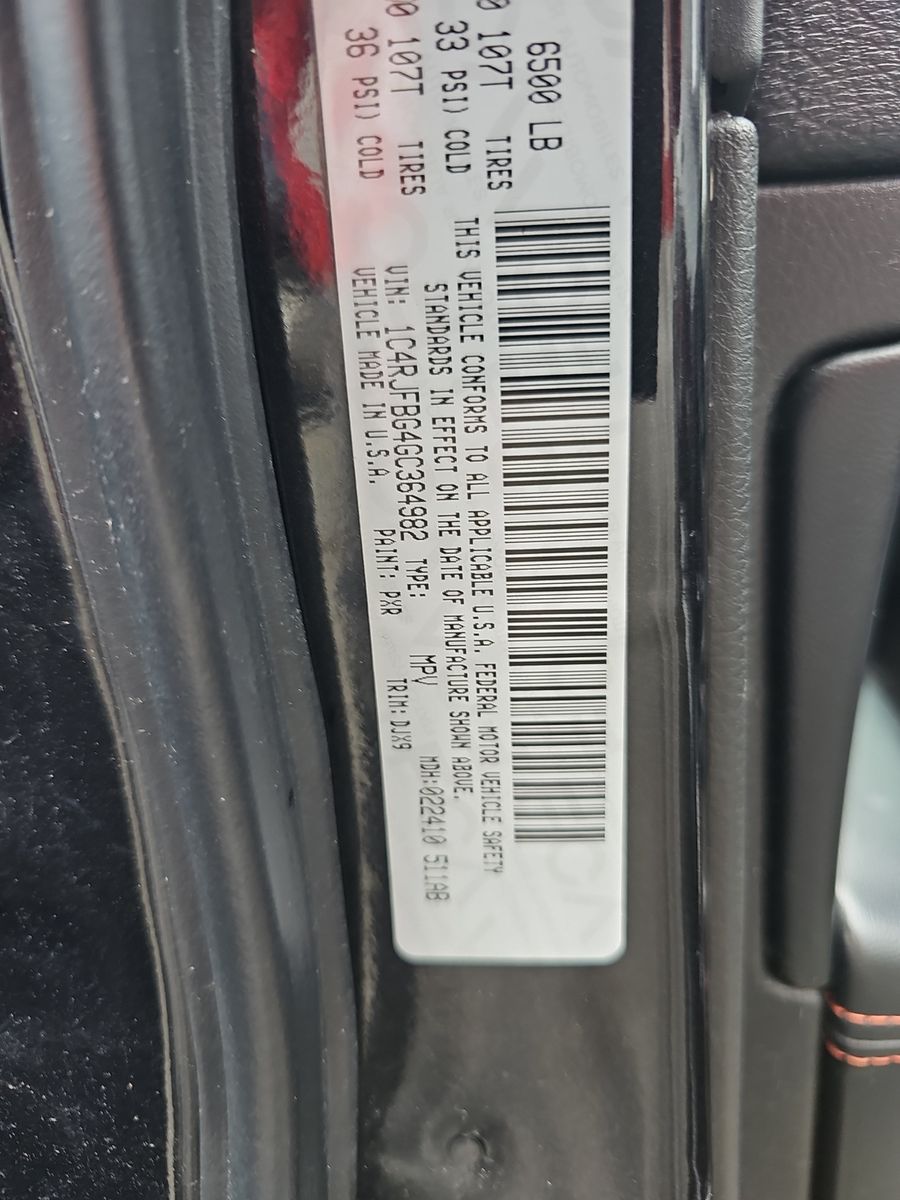 6500 LB
107T TIRES
33 PSI) COLD
107T TIRES
36 PSI) COLD
THIS VEHICLE CONFORMS TO ALL APPLICABLE U.S.A. FEDERAL MOTOR VEHICLE SAFETY
STANDARDS IN EFFECT ON THE DATE OF MANUFACTURE SHOWN ABOVE.
VIN: 1C4RJFBG4GC364982 TYPE: MPV MDH:022410 511AB
VEHICLE MADE IN U.S.A. PAINT: PXR TRIM: DJX9